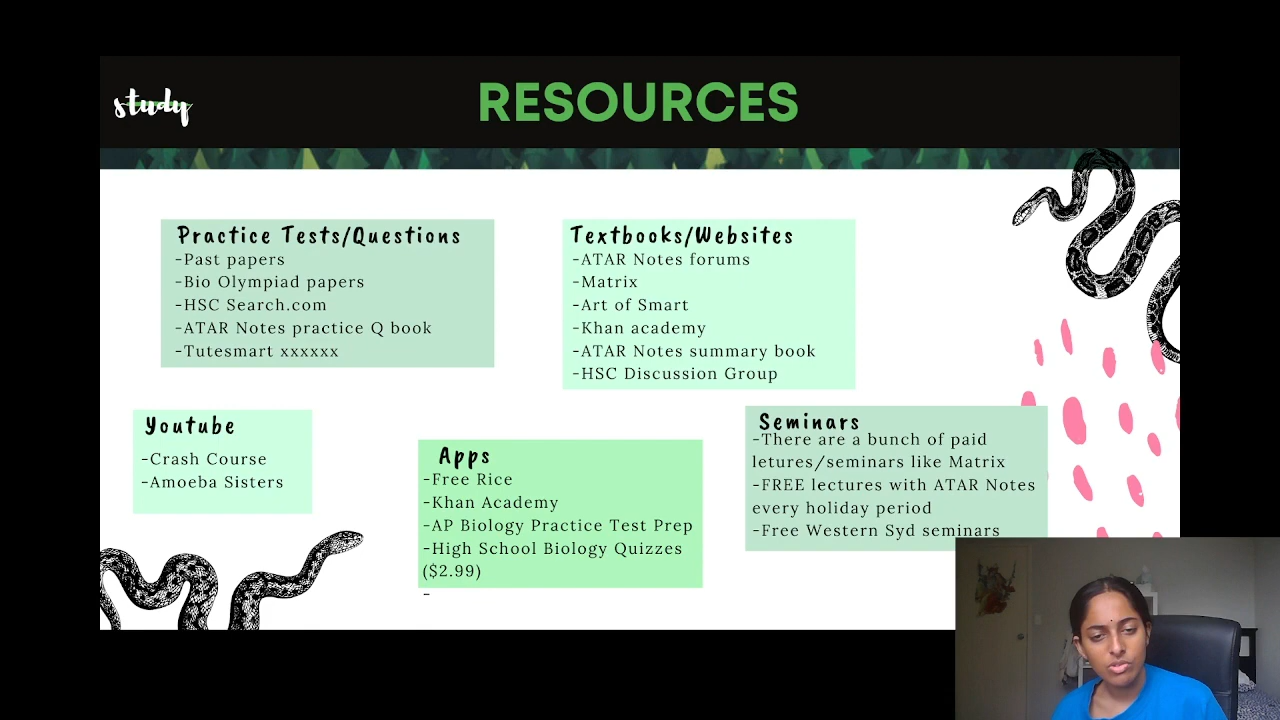 study
RESOURCES
Practice Tests/Questions
-Past papers
-Bio Olympiad papers
-HSC Search.com
-ATAR Notes practice Q book
-Tutesmart xxxxxx
Textbooks/Websites
-ATAR Notes forums
-Matrix
-Art of Smart
-Khan academy
-ATAR Notes summary book
-HSC Discussion Group
Youtube
-Crash Course
-Amoeba Sisters
Apps
-Free Rice
-Khan Academy
-AP Biology Practice Test Prep
-High School Biology Quizzes
($2.99)
-
Seminars
-There are a bunch of paid
letures/seminars like Matrix
-FREE lectures with ATAR Notes
every holiday period
-Free Western Syd seminars